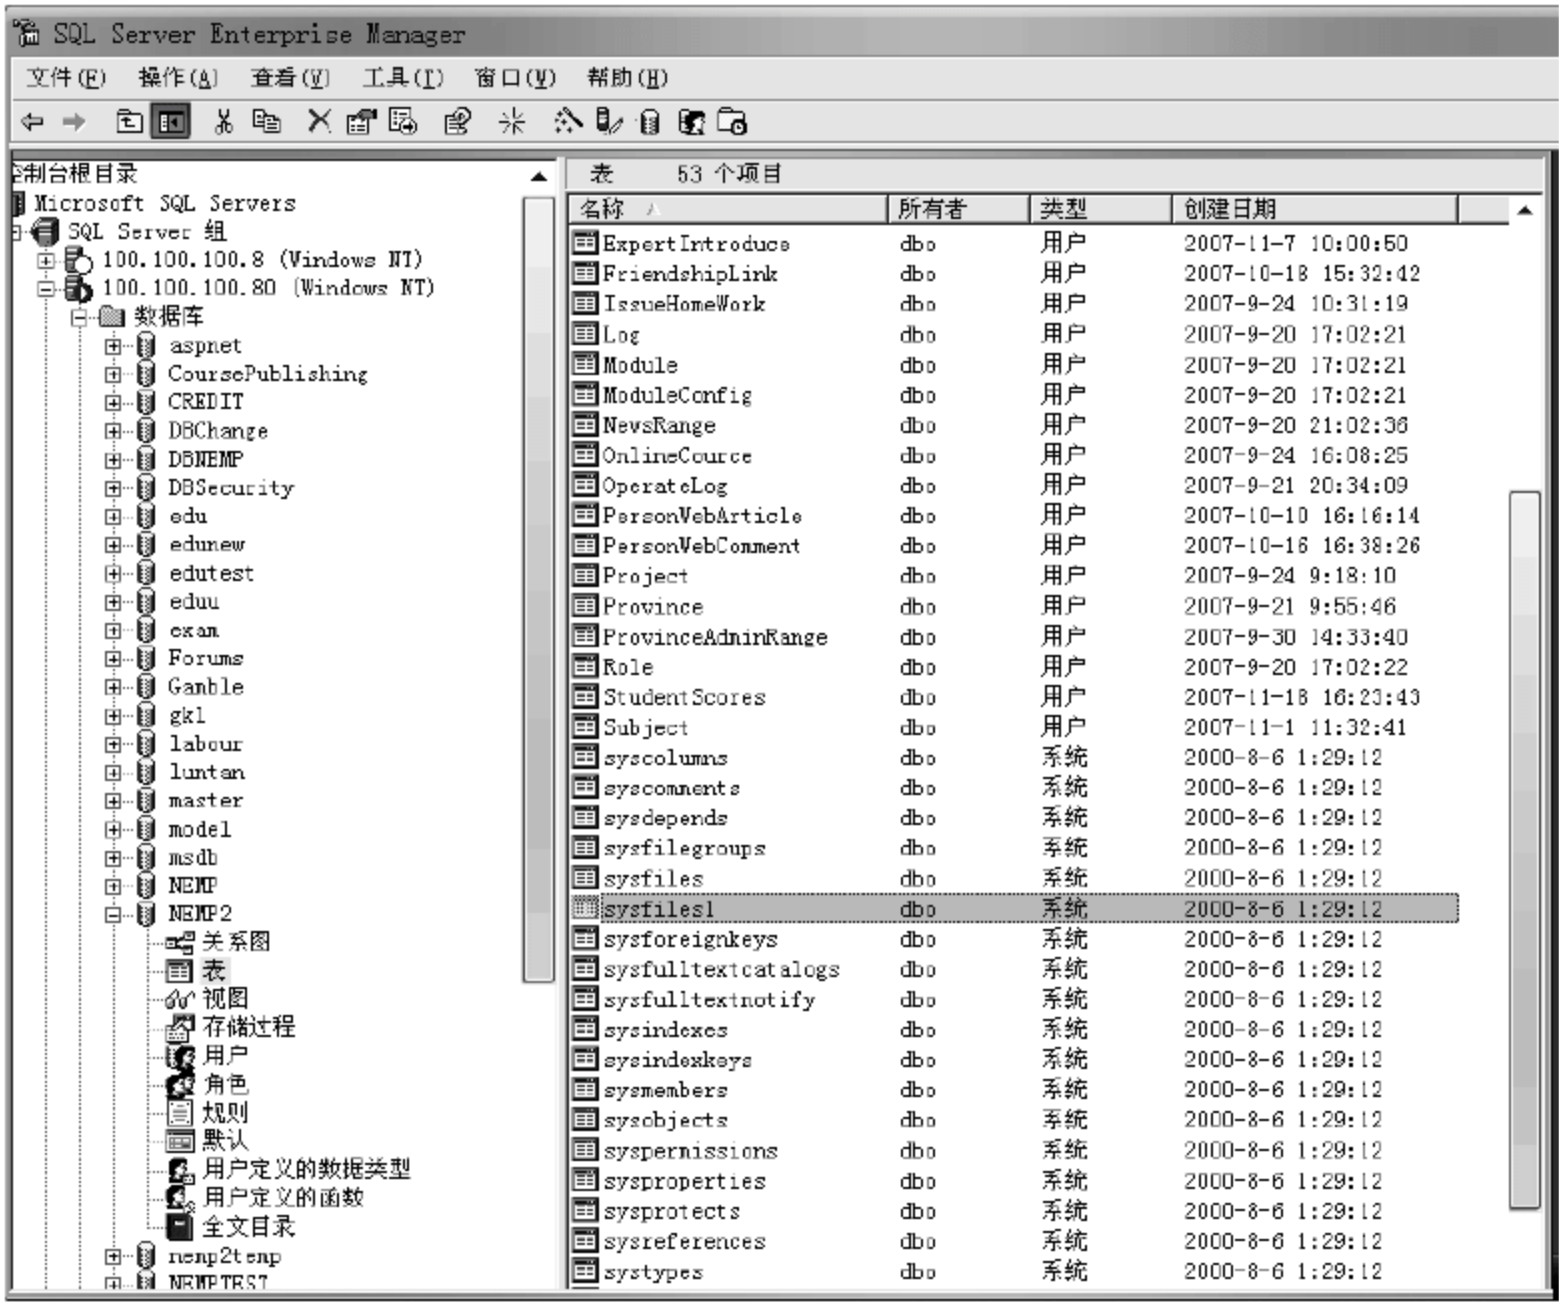 SQL Server Enterprise Manager
文件(F) 操作(A) 查看(V) 工具(T) 窗口(W) 帮助(H)
控制台根目录
Microsoft SQL Servers
SQL Server 组
100.100.100.8 (Windows NT)
100.100.100.80 (Windows NT)
数据库
aspnet
CoursePublishing
CREDIT
DBChange
DBNEMP
DBSecurity
edu
edunew
edutest
eduu
exam
Forums
Gamble
gkl
labour
luntan
master
model
msdb
NEMP
NEMP2
关系图
表
视图
存储过程
用户
角色
规则
默认
用户定义的数据类型
用户定义的函数
全文目录
nemp2temp
NEMPTEST
表 53 个项目
名称 所有者 类型 创建日期
ExpertIntroduce dbo 用户 2007-11-7 10:00:50
FriendshipLink dbo 用户 2007-10-18 15:32:42
IssueHomeWork dbo 用户 2007-9-24 10:31:19
Log dbo 用户 2007-9-20 17:02:21
Module dbo 用户 2007-9-20 17:02:21
ModuleConfig dbo 用户 2007-9-20 17:02:21
NewsRange dbo 用户 2007-9-20 21:02:36
OnlineCource dbo 用户 2007-9-24 16:08:25
OperateLog dbo 用户 2007-9-21 20:34:09
PersonWebArticle dbo 用户 2007-10-10 16:16:14
PersonWebComment dbo 用户 2007-10-16 16:38:26
Project dbo 用户 2007-9-24 9:18:10
Province dbo 用户 2007-9-21 9:55:46
ProvinceAdminRange dbo 用户 2007-9-30 14:33:40
Role dbo 用户 2007-9-20 17:02:22
StudentScores dbo 用户 2007-11-18 16:23:43
Subject dbo 用户 2007-11-1 11:32:41
syscolumns dbo 系统 2000-8-6 1:29:12
syscomments dbo 系统 2000-8-6 1:29:12
sysdepends dbo 系统 2000-8-6 1:29:12
sysfilegroups dbo 系统 2000-8-6 1:29:12
sysfiles dbo 系统 2000-8-6 1:29:12
sysfiles1 dbo 系统 2000-8-6 1:29:12
sysforeignkeys dbo 系统 2000-8-6 1:29:12
sysfulltextcatalogs dbo 系统 2000-8-6 1:29:12
sysfulltextnotify dbo 系统 2000-8-6 1:29:12
sysindexes dbo 系统 2000-8-6 1:29:12
sysindexkeys dbo 系统 2000-8-6 1:29:12
sysmembers dbo 系统 2000-8-6 1:29:12
sysobjects dbo 系统 2000-8-6 1:29:12
syspermissions dbo 系统 2000-8-6 1:29:12
sysproperties dbo 系统 2000-8-6 1:29:12
sysprotects dbo 系统 2000-8-6 1:29:12
sysreferences dbo 系统 2000-8-6 1:29:12
systypes dbo 系统 2000-8-6 1:29:12